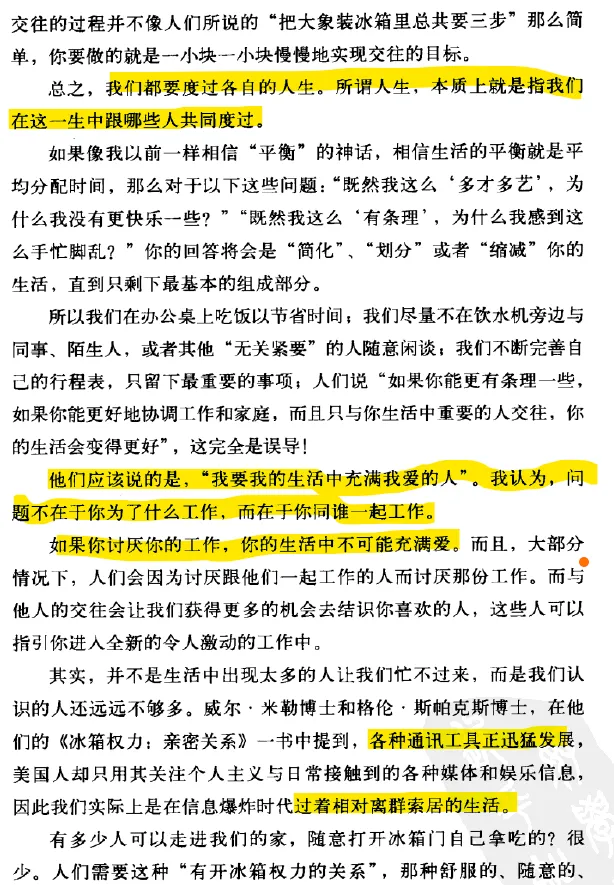 交往的过程并不像人们所说的“把大象装冰箱里总共要三步”那么简
单，你要做的就是一小块一小块慢慢地实现交往的目标。
总之，我们都要度过各自的人生。所谓人生，本质上就是指我们
在这一生中跟哪些人共同度过。
如果像我以前一样相信“平衡”的神话，相信生活的平衡就是平
均分配时间，那么对于以下这些问题：“既然我这么‘多才多艺’，为
什么我没有更快乐一些？”“既然我这么‘有条理’，为什么我感到这
么手忙脚乱？”你的回答将会是“简化”、“划分”或者“缩减”你的
生活，直到只剩下最基本的组成部分。
所以我们在办公桌上吃饭以节省时间；我们尽量不在饮水机旁边与
同事、陌生人，或者其他“无关紧要”的人随意闲谈；我们不断完善自
己的行程表，只留下最重要的事项；人们说“如果你能更有条理一些，
如果你能更好地协调工作和家庭，而且只与你生活中重要的人交往，你
的生活会变得更好”，这完全是误导！
他们应该说的是，“我要我的生活中充满我爱的人”。我认为，问
题不在于你为了什么工作，而在于你同谁一起工作。
如果你讨厌你的工作，你的生活中不可能充满爱。而且，大部分
情况下，人们会因为讨厌跟他们一起工作的人而讨厌那份工作。而与
他人的交往会让我们获得更多的机会去结识你喜欢的人，这些人可以
指引你进入全新的令人激动的工作中。
其实，并不是生活中出现太多的人让我们忙不过来，而是我们认
识的人还远远不够多。威尔·米勒博士和格伦·斯帕克斯博士，在他
们的《冰箱权力：亲密关系》一书中提到，各种通讯工具正迅猛发展，
美国人却只用其关注个人主义与日常接触到的各种媒体和娱乐信息，
因此我们实际上是在信息爆炸时代过着相对离群索居的生活。
有多少人可以走进我们的家，随意打开冰箱门自己拿吃的？很
少。人们需要这种“有开冰箱权力的关系”，那种舒服的、随意的、